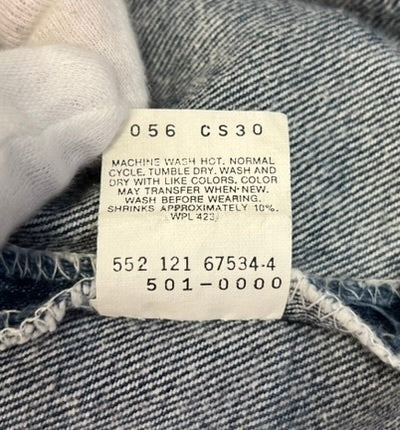 056 CS30
MACHINE WASH HOT. NORMAL
CYCLE. TUMBLE DRY. WASH AND
DRY WITH LIKE COLORS. COLOR
MAY TRANSFER WHEN NEW.
WASH BEFORE WEARING.
SHRINKS APPROXIMATELY 10%.
WPL 423
552 121 67534-4
501-0000